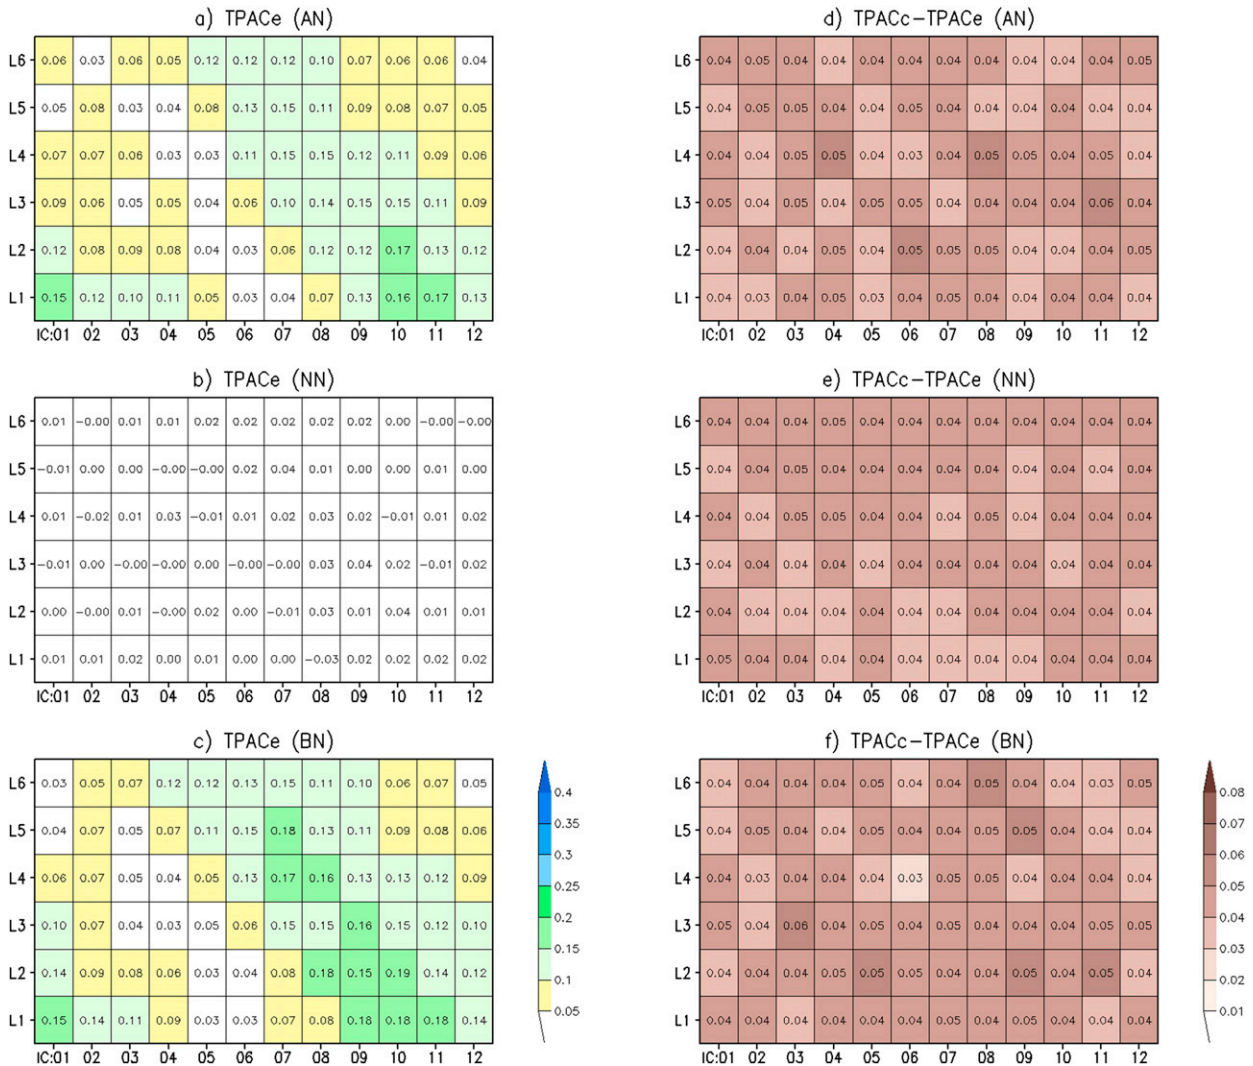 a) TPACe (AN)
L6 0.06 0.03 0.06 0.05 0.12 0.12 0.12 0.10 0.07 0.06 0.06 0.04
L5 0.05 0.08 0.03 0.04 0.08 0.13 0.15 0.11 0.09 0.08 0.07 0.05
L4 0.07 0.07 0.06 0.03 0.03 0.11 0.15 0.15 0.12 0.11 0.09 0.06
L3 0.09 0.06 0.05 0.05 0.04 0.06 0.10 0.14 0.15 0.15 0.11 0.09
L2 0.12 0.08 0.09 0.08 0.04 0.03 0.06 0.12 0.12 0.17 0.13 0.12
L1 0.15 0.12 0.10 0.11 0.05 0.03 0.04 0.07 0.13 0.16 0.17 0.13
IC:01 02 03 04 05 06 07 08 09 10 11 12
d) TPACc−TPACe (AN)
L6 0.04 0.05 0.04 0.04 0.04 0.04 0.04 0.04 0.04 0.04 0.04 0.05
L5 0.04 0.05 0.05 0.04 0.04 0.05 0.04 0.04 0.04 0.04 0.04 0.04
L4 0.04 0.04 0.05 0.05 0.04 0.03 0.04 0.05 0.05 0.04 0.05 0.04
L3 0.05 0.04 0.05 0.04 0.05 0.05 0.04 0.04 0.04 0.04 0.06 0.04
L2 0.04 0.04 0.04 0.05 0.04 0.05 0.05 0.05 0.04 0.04 0.04 0.05
L1 0.04 0.03 0.04 0.05 0.03 0.04 0.05 0.04 0.04 0.04 0.04 0.04
IC:01 02 03 04 05 06 07 08 09 10 11 12
b) TPACe (NN)
L6 0.01 −0.00 0.01 0.01 0.02 0.02 0.02 0.02 0.02 0.00 −0.00 −0.00
L5 −0.01 0.00 0.00 −0.00 −0.00 0.02 0.04 0.01 0.00 0.00 0.01 0.00
L4 0.01 −0.02 0.01 0.03 −0.01 0.01 0.02 0.03 0.02 −0.01 0.01 0.02
L3 −0.01 0.00 −0.00 −0.00 0.00 −0.00 −0.00 0.03 0.04 0.02 −0.01 0.02
L2 0.00 −0.00 0.01 −0.00 0.02 0.00 −0.01 0.03 0.01 0.04 0.01 0.01
L1 0.01 0.01 0.02 0.00 0.01 0.00 0.00 −0.03 0.02 0.02 0.02 0.02
IC:01 02 03 04 05 06 07 08 09 10 11 12
e) TPACc−TPACe (NN)
L6 0.04 0.04 0.04 0.05 0.04 0.04 0.04 0.04 0.04 0.04 0.04 0.04
L5 0.04 0.04 0.05 0.04 0.04 0.04 0.04 0.04 0.04 0.04 0.04 0.04
L4 0.04 0.04 0.05 0.05 0.04 0.04 0.04 0.05 0.04 0.04 0.04 0.04
L3 0.04 0.04 0.04 0.04 0.04 0.04 0.04 0.04 0.04 0.04 0.04 0.04
L2 0.04 0.04 0.04 0.04 0.04 0.04 0.04 0.04 0.04 0.04 0.04 0.04
L1 0.05 0.04 0.04 0.04 0.04 0.04 0.04 0.04 0.04 0.04 0.04 0.04
IC:01 02 03 04 05 06 07 08 09 10 11 12
c) TPACe (BN)
L6 0.03 0.05 0.07 0.12 0.12 0.13 0.15 0.11 0.10 0.06 0.07 0.05
L5 0.04 0.07 0.05 0.07 0.11 0.15 0.18 0.13 0.11 0.09 0.08 0.06
L4 0.06 0.07 0.05 0.04 0.05 0.13 0.17 0.16 0.13 0.13 0.12 0.09
L3 0.10 0.07 0.04 0.03 0.05 0.06 0.15 0.15 0.16 0.15 0.12 0.10
L2 0.14 0.09 0.08 0.06 0.03 0.04 0.08 0.18 0.15 0.19 0.14 0.12
L1 0.15 0.14 0.11 0.09 0.03 0.03 0.07 0.08 0.18 0.18 0.18 0.14
IC:01 02 03 04 05 06 07 08 09 10 11 12
0.4
0.35
0.3
0.25
0.2
0.15
0.1
0.05
f) TPACc−TPACe (BN)
L6 0.04 0.04 0.04 0.04 0.05 0.04 0.04 0.05 0.04 0.04 0.03 0.05
L5 0.04 0.05 0.04 0.04 0.05 0.04 0.04 0.05 0.05 0.04 0.04 0.04
L4 0.04 0.03 0.04 0.04 0.04 0.03 0.05 0.05 0.04 0.04 0.04 0.04
L3 0.05 0.04 0.06 0.04 0.04 0.04 0.04 0.04 0.04 0.04 0.05 0.05
L2 0.04 0.04 0.04 0.05 0.05 0.05 0.04 0.04 0.05 0.04 0.05 0.04
L1 0.04 0.04 0.04 0.04 0.04 0.04 0.05 0.04 0.05 0.04 0.04 0.04
IC:01 02 03 04 05 06 07 08 09 10 11 12
0.08
0.07
0.06
0.05
0.04
0.03
0.02
0.01